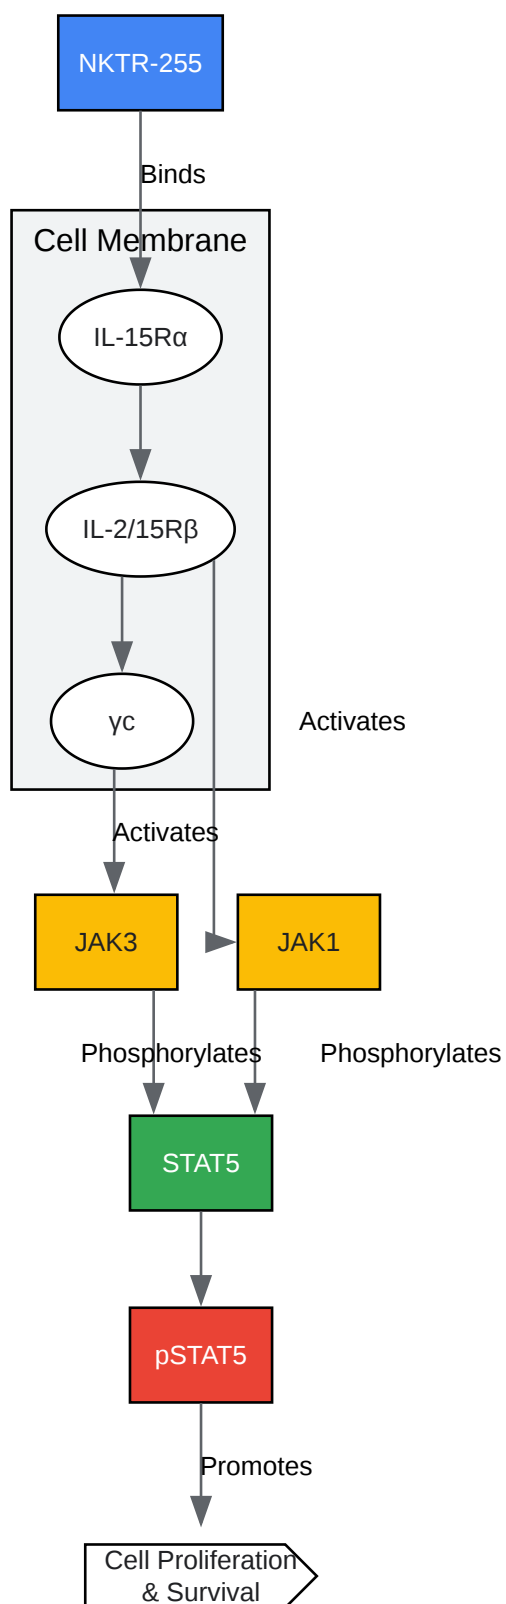 NKTR-255
Binds
Cell Membrane
IL-15Rα
IL-2/15Rβ
γc
Activates
Activates
JAK3
JAK1
Phosphorylates
Phosphorylates
STAT5
pSTAT5
Promotes
Cell Proliferation
& Survival